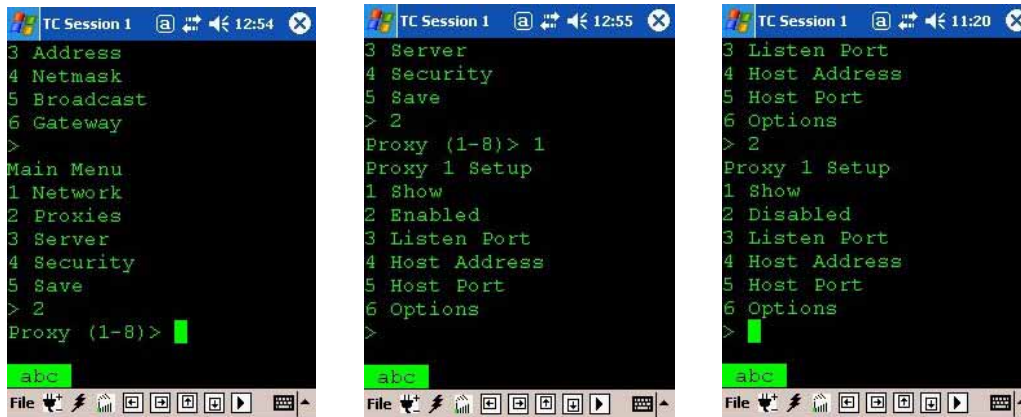 TC Session 1 a 12:54
3 Address
4 Netmask
5 Broadcast
6 Gateway
>
Main Menu
1 Network
2 Proxies
3 Server
4 Security
5 Save
> 2
Proxy (1-8)>
abc
File
TC Session 1 a 12:55
3 Server
4 Security
5 Save
> 2
Proxy (1-8)> 1
Proxy 1 Setup
1 Show
2 Enabled
3 Listen Port
4 Host Address
5 Host Port
6 Options
>
abc
File
TC Session 1 a 11:20
3 Listen Port
4 Host Address
5 Host Port
6 Options
> 2
Proxy 1 Setup
1 Show
2 Disabled
3 Listen Port
4 Host Address
5 Host Port
6 Options
>
abc
File